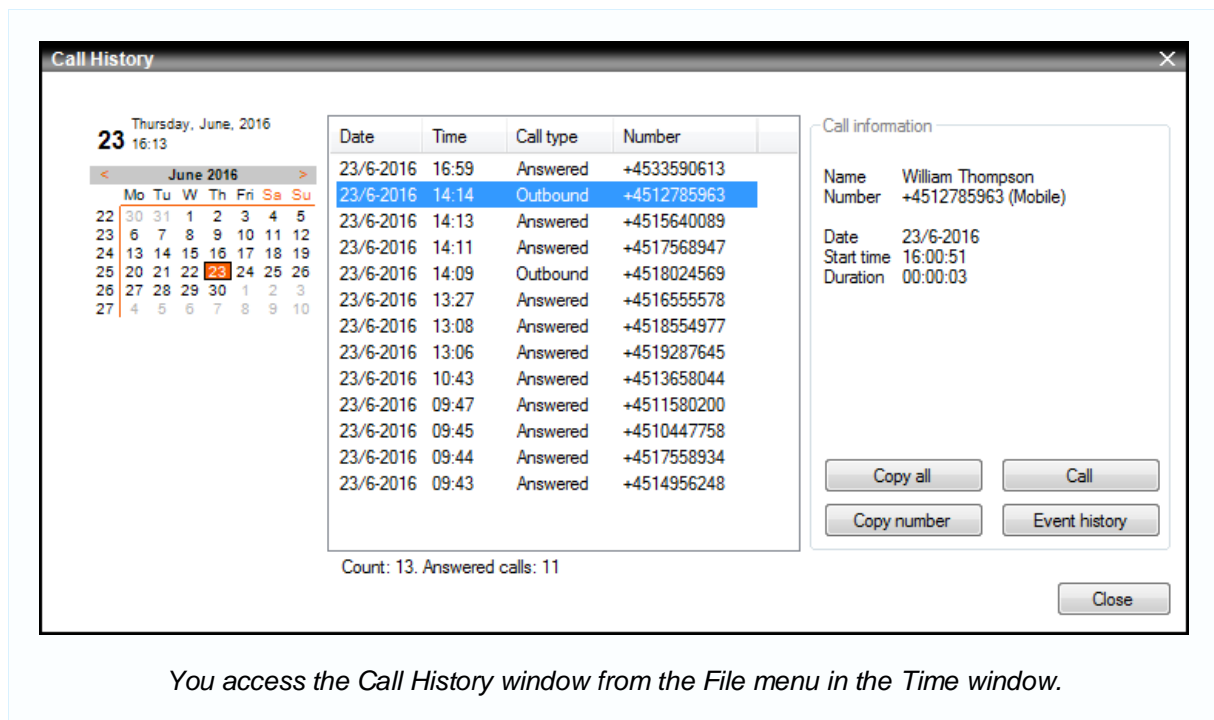 Call History
23 Thursday, June, 2016
16:13
< June 2016 >
Mo Tu W Th Fri Sa Su
22 30 31 1 2 3 4 5
23 6 7 8 9 10 11 12
24 13 14 15 16 17 18 19
25 20 21 22 23 24 25 26
26 27 28 29 30 1 2 3
27 4 5 6 7 8 9 10
Date Time Call type Number
23/6-2016 16:59 Answered +4533590613
23/6-2016 14:14 Outbound +4512785963
23/6-2016 14:13 Answered +4515640089
23/6-2016 14:11 Answered +4517568947
23/6-2016 14:09 Outbound +4518024569
23/6-2016 13:27 Answered +4516555578
23/6-2016 13:08 Answered +4518554977
23/6-2016 13:06 Answered +4519287645
23/6-2016 10:43 Answered +4513658044
23/6-2016 09:47 Answered +4511580200
23/6-2016 09:45 Answered +4510447758
23/6-2016 09:44 Answered +4517558934
23/6-2016 09:43 Answered +4514956248
Count: 13. Answered calls: 11
Call information
Name William Thompson
Number +4512785963 (Mobile)
Date 23/6-2016
Start time 16:00:51
Duration 00:00:03
Copy all Call
Copy number Event history
Close
You access the Call History window from the File menu in the Time window.